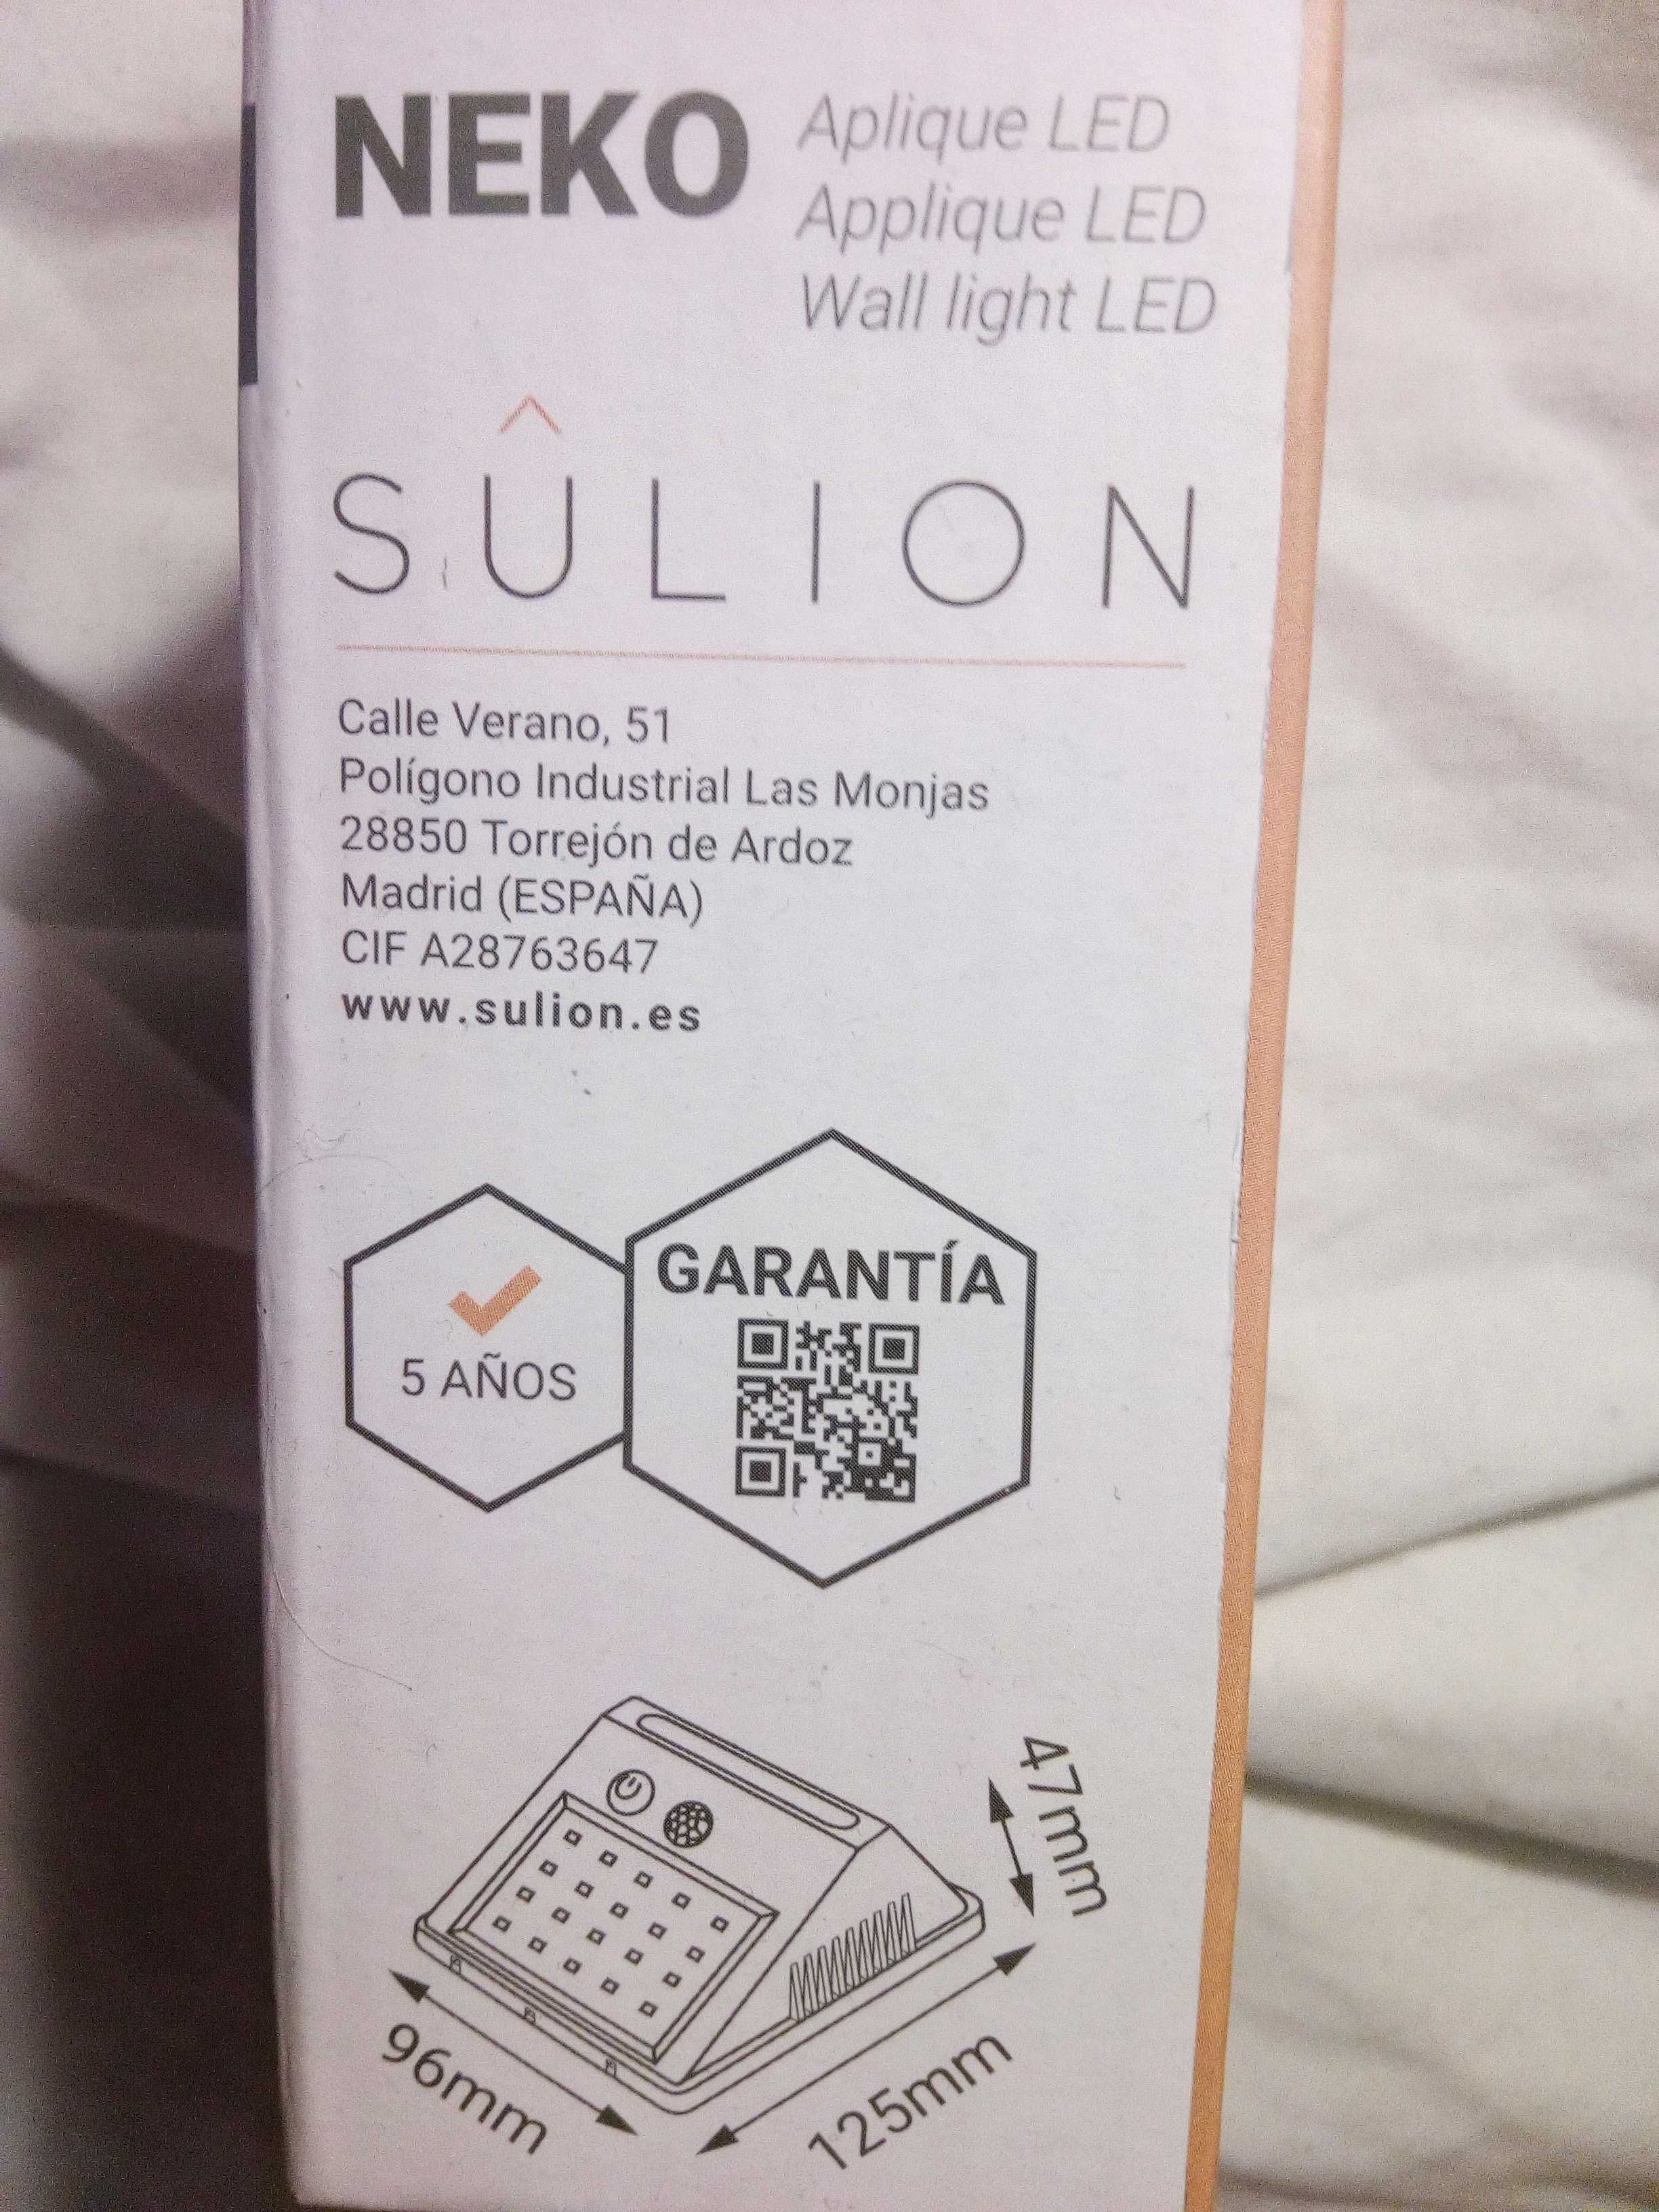 NEKO
Aplique LED
Applique LED
Wall light LED
SÛLION
Calle Verano, 51
Polígono Industrial Las Monjas
28850 Torrejón de Ardoz
Madrid (ESPAÑA)
CIF A28763647
www.sulion.es
5 AÑOS
GARANTÍA
47mm
96mm
125mm